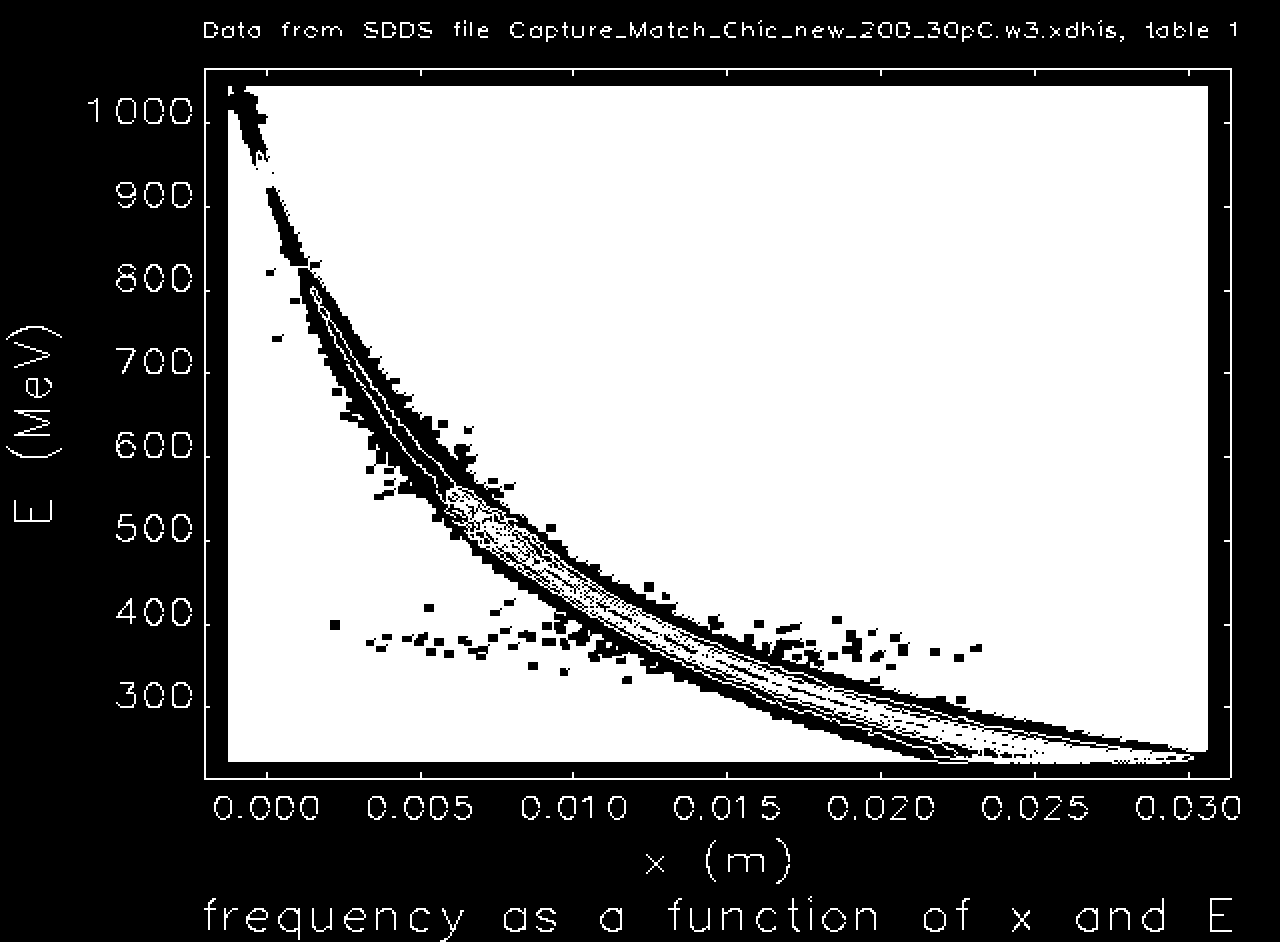 Data from SDDS file Capture_Match_Chic_new_200_30pC.w3.xdhis, table 1
1000
900
800
700
600
500
400
300
E (MeV)
0.000 0.005 0.010 0.015 0.020 0.025 0.030
x (m)
frequency as a function of x and E